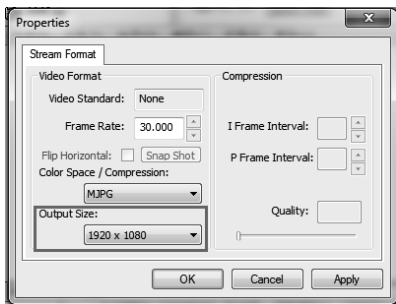 Properties
x
Stream Format
Video Format
Video Standard: None
Frame Rate: 30.000
Flip Horizontal: Snap Shot
Color Space / Compression:
MJPG
Output Size:
1920 x 1080
Compression
I Frame Interval:
P Frame Interval:
Quality:
OK Cancel Apply